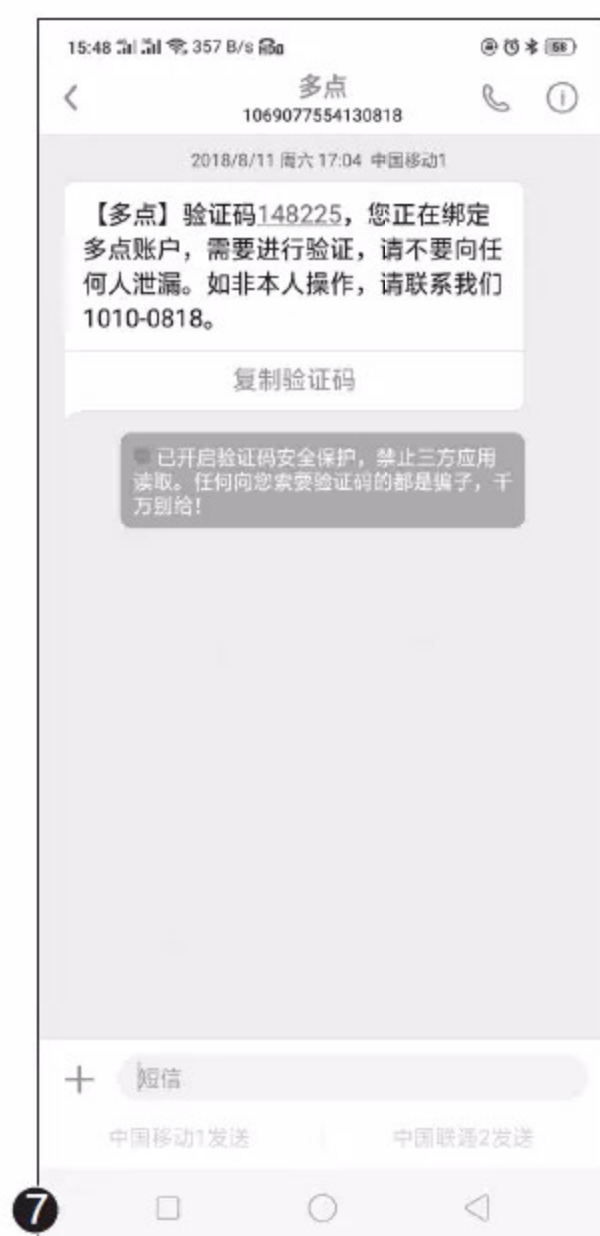 15:48 357 B/s 58
多点
1069077554130818
2018/8/11 周六 17:04 中国移动1
【多点】验证码148225，您正在绑定
多点账户，需要进行验证，请不要向任
何人泄漏。如非本人操作，请联系我们
1010-0818。
复制验证码
已开启验证码安全保护，禁止三方应用
读取。任何向您索要验证码的都是骗子，千
万别给！
短信
中国移动1发送 中国联通2发送
7